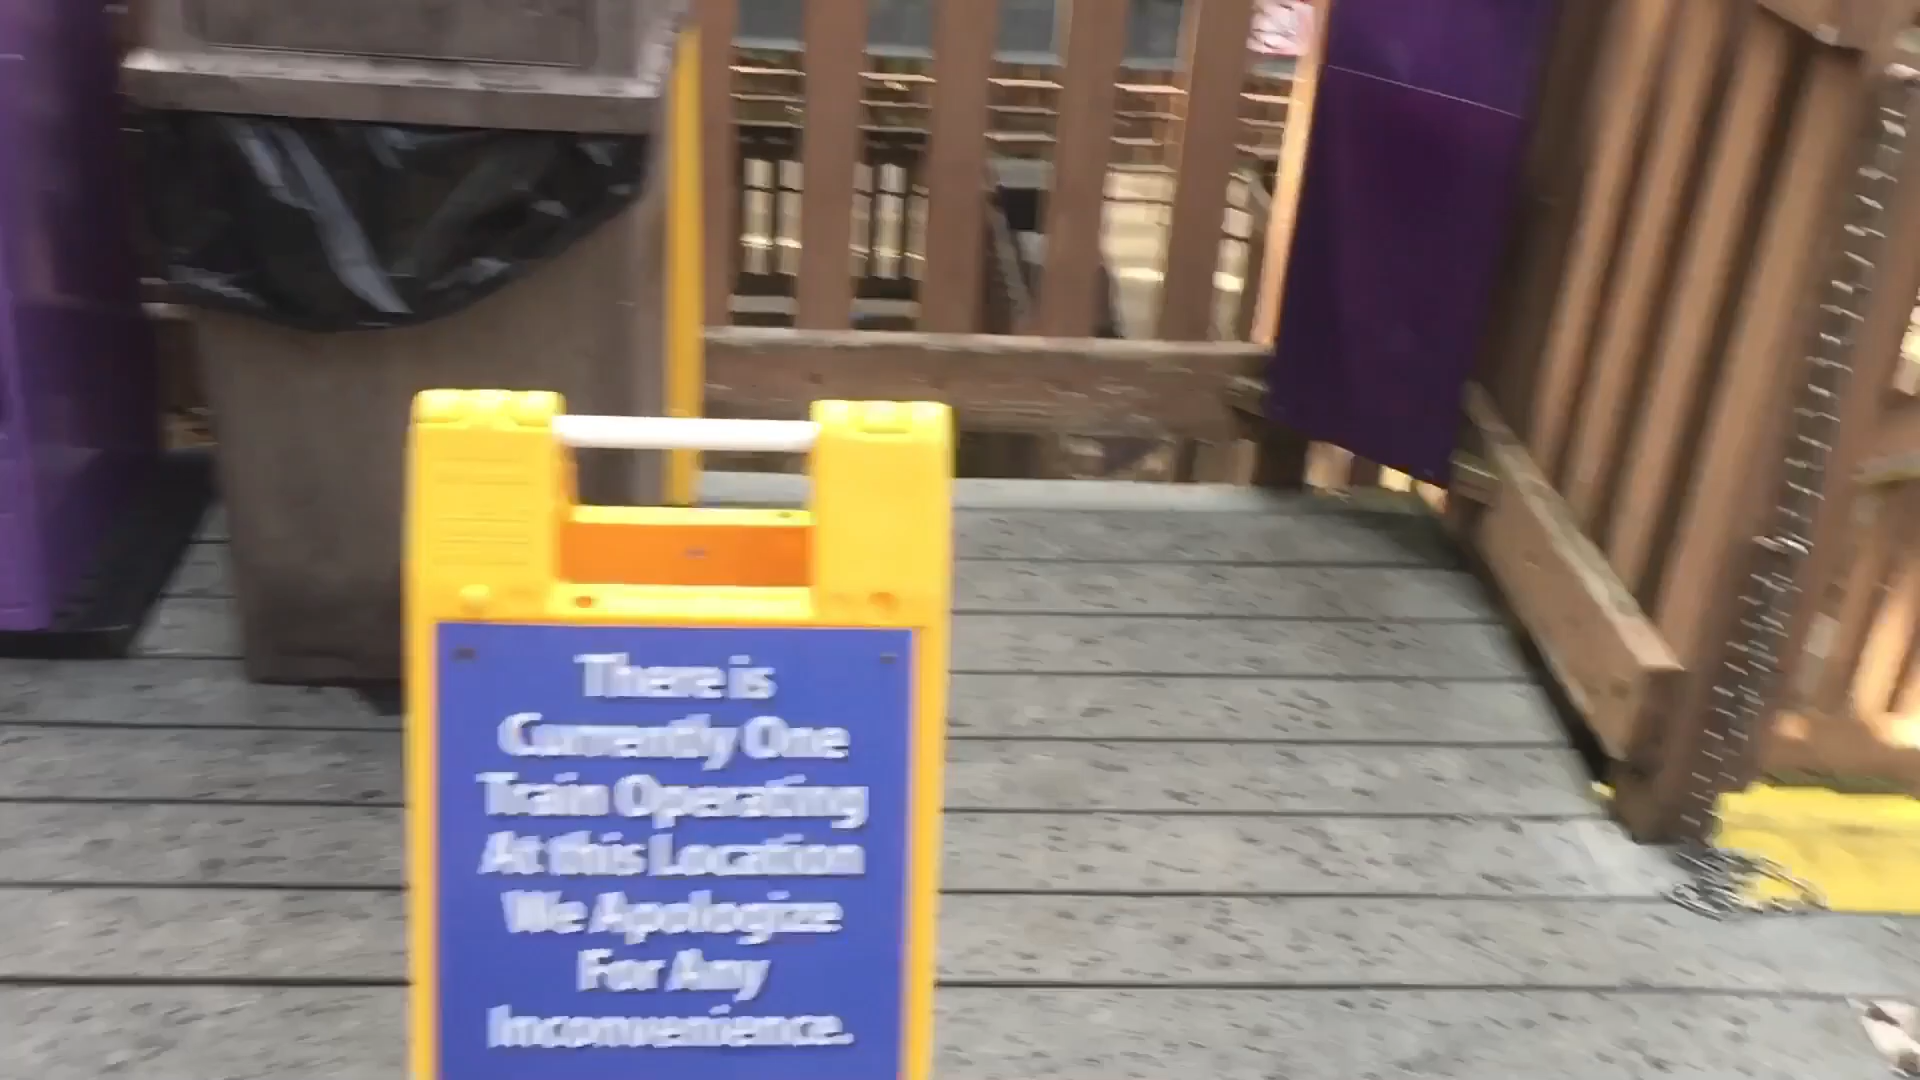 There is
Currently One
Train Operating
At this Location
We Apologize
For Any
Inconvenience.